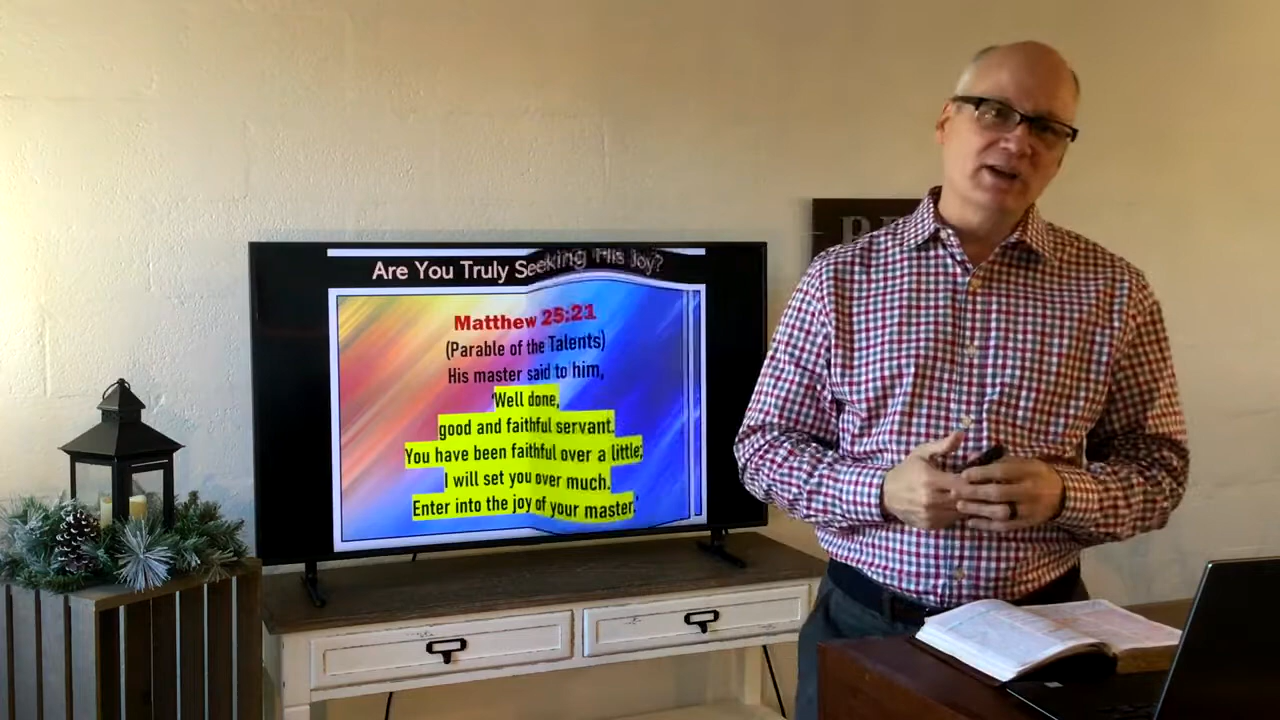 Are You Truly Seeking His Joy?
Matthew 25:21
(Parable of the Talents)
His master said to him,
'Well done,
good and faithful servant.
You have been faithful over a little;
I will set you over much.
Enter into the joy of your master.'